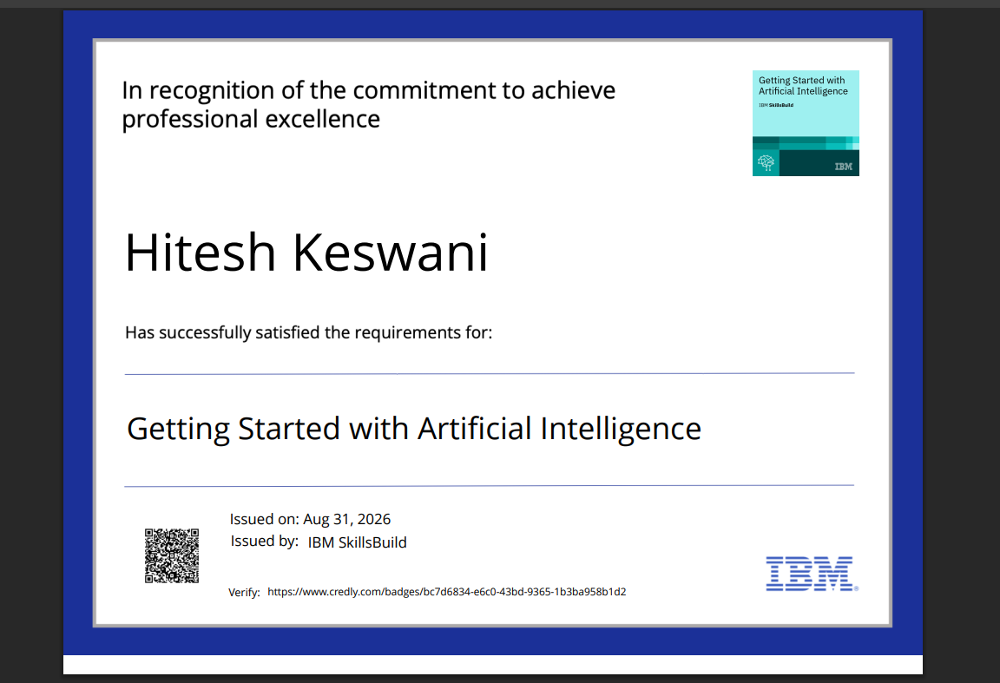 In recognition of the commitment to achieve
professional excellence
Getting Started with
Artificial Intelligence
IBM SkillsBuild
IBM
Hitesh Keswani
Has successfully satisfied the requirements for:
Getting Started with Artificial Intelligence
Issued on: Aug 31, 2026
Issued by: IBM SkillsBuild
Verify: https://www.credly.com/badges/bc7d6834-e6c0-43bd-9365-1b3ba958b1d2
IBM®